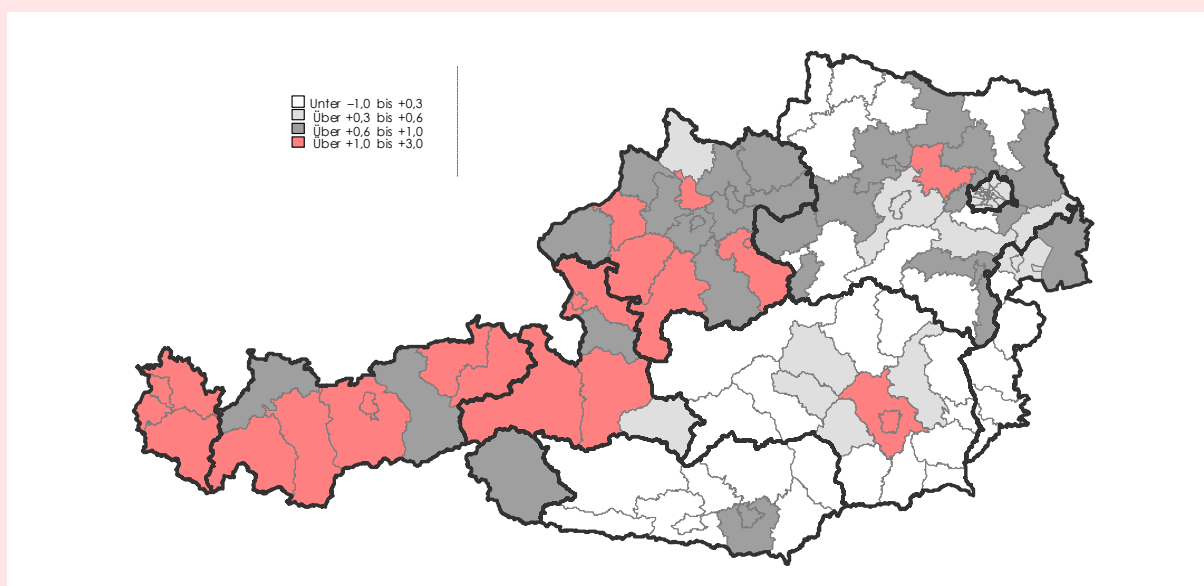 Unter –1,0 bis +0,3
Über +0,3 bis +0,6
Über +0,6 bis +1,0
Über +1,0 bis +3,0